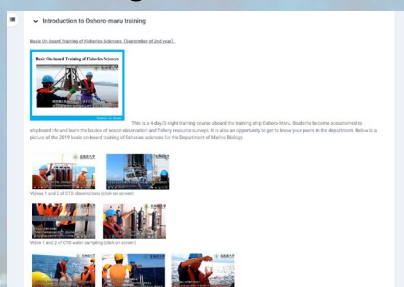 Introduction to Oshoro-maru training
Basic On-board Training of Fisheries Sciences (September of 2nd year)
Basic On-board Training of Fisheries Sciences
This is a 4-day/3-night training course aboard the training ship Oshoro-Maru. Students become accustomed to
shipboard life and learn the basics of ocean observation and fishery resource surveys. It is also an opportunity to get to know your peers in the department. Below is a
picture of the 2019 basic on-board training of fisheries sciences for the Department of Marine Biology.
Videos 1 and 2 of CTD observations (click on screen)
Video 1 and 2 of CTD water sampling (click on screen)